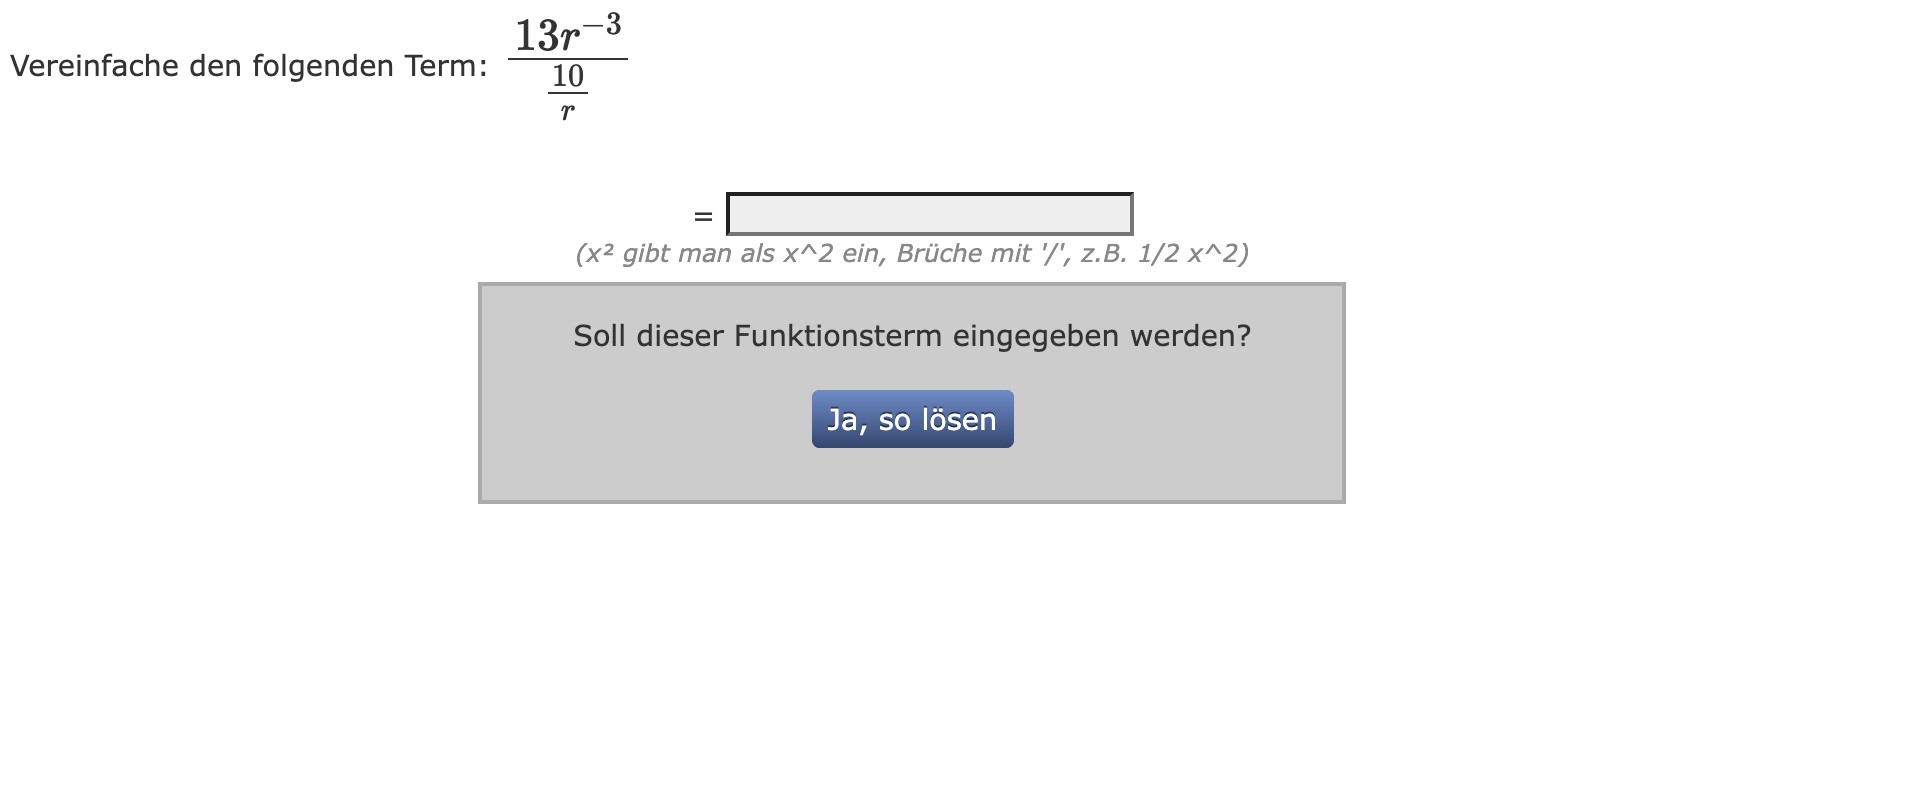 Vereinfache den folgenden Term: \frac{13r^{-3}}{\frac{10}{r}}
=
(x² gibt man als x^2 ein, Brüche mit '/', z.B. 1/2 x^2)
Soll dieser Funktionsterm eingegeben werden?
Ja, so lösen